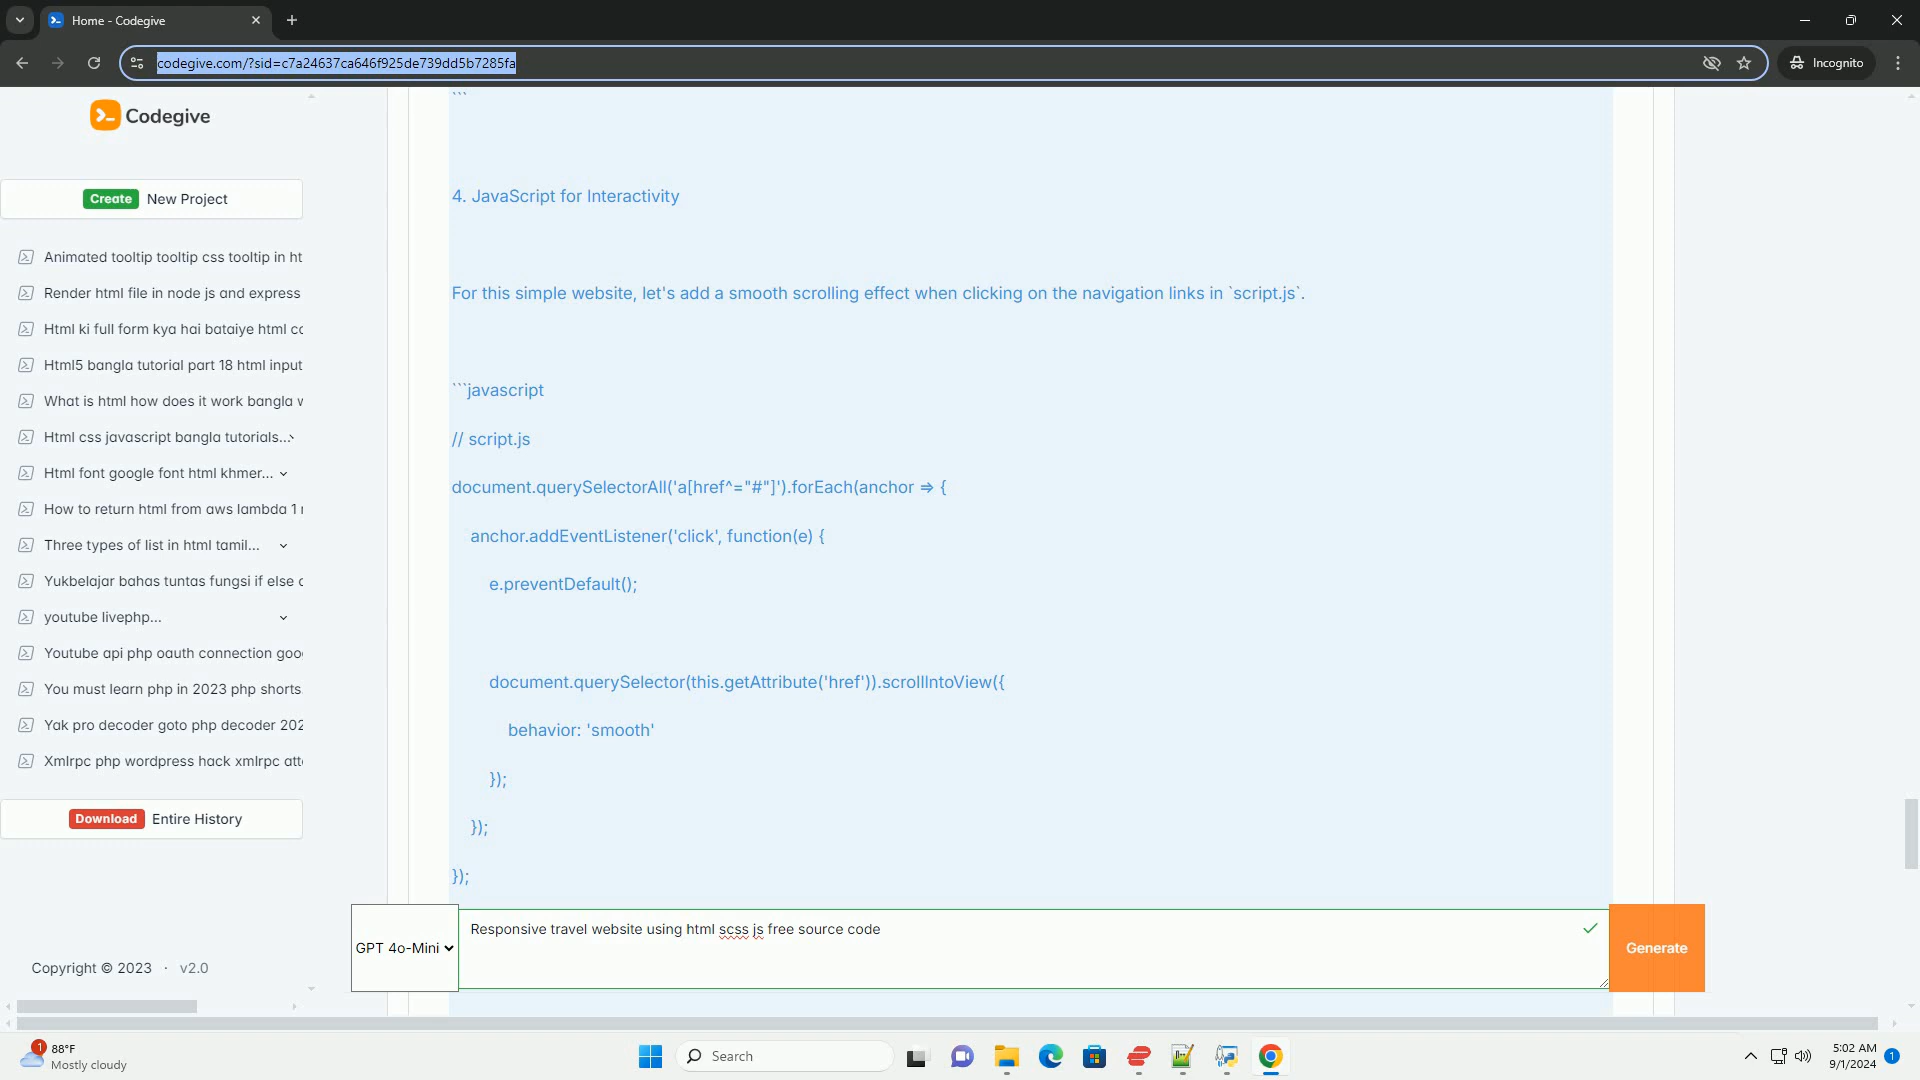 Home - Codegive
codegive.com/?sid=c7a24637ca646f925de739dd5b7285fa
Incognito
Codegive
Create New Project
Animated tooltip tooltip css tooltip in ht
Render html file in node js and express
Html ki full form kya hai bataiye html cc
Html5 bangla tutorial part 18 html input
What is html how does it work bangla v
Html css javascript bangla tutorials...
Html font google font html khmer...
How to return html from aws lambda 1 r
Three types of list in html tamil...
Yukbelajar bahas tuntas fungsi if else c
youtube livephp...
Youtube api php oauth connection goo
You must learn php in 2023 php shorts
Yak pro decoder goto php decoder 202
Xmlrpc php wordpress hack xmlrpc att
Download Entire History
Copyright © 2023 · v2.0
```
4. JavaScript for Interactivity
For this simple website, let's add a smooth scrolling effect when clicking on the navigation links in `script.js`.
```javascript
// script.js
document.querySelectorAll('a[href^="#"]').forEach(anchor => {
anchor.addEventListener('click', function(e) {
e.preventDefault();
document.querySelector(this.getAttribute('href')).scrollIntoView({
behavior: 'smooth'
});
});
});
GPT 4o-Mini
Responsive travel website using html scss js free source code
Generate
1
88°F
Mostly cloudy
Search
5:02 AM
9/1/2024
1